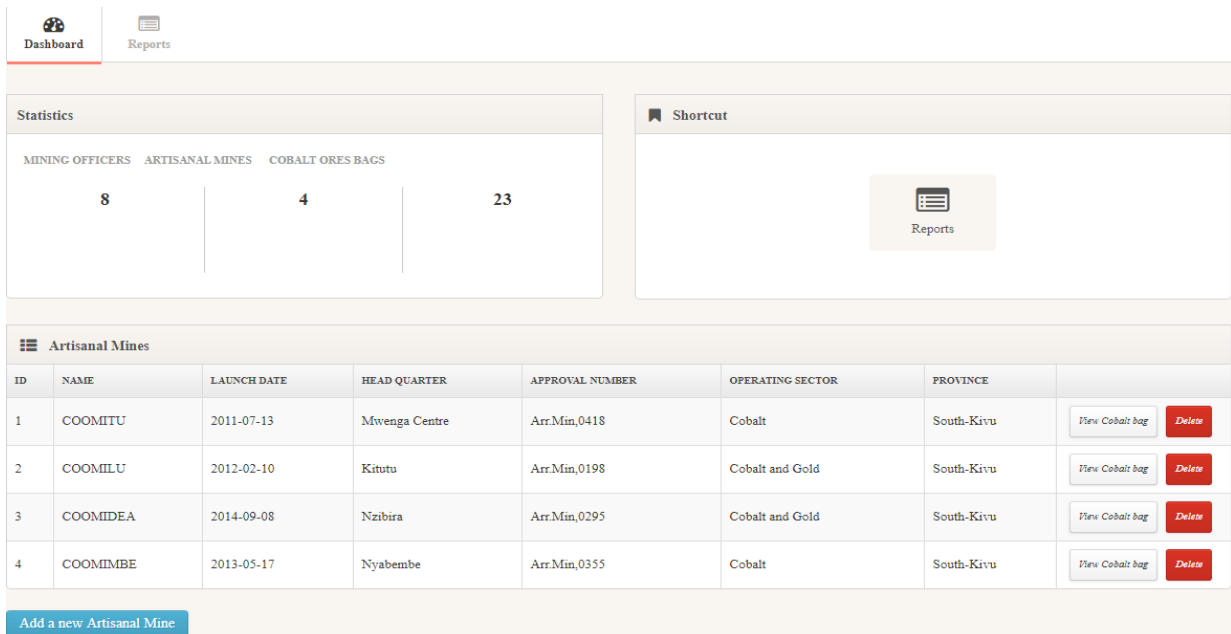 Dashboard Reports
Statistics
MINING OFFICERS ARTISANAL MINES COBALT ORES BAGS
8 4 23
Shortcut
Reports
Artisanal Mines
ID NAME LAUNCH DATE HEAD QUARTER APPROVAL NUMBER OPERATING SECTOR PROVINCE
1 COOMITU 2011-07-13 Mwenga Centre Arr.Min,0418 Cobalt South-Kivu View Cobalt bag Delete
2 COOMILU 2012-02-10 Kitutu Arr.Min,0198 Cobalt and Gold South-Kivu View Cobalt bag Delete
3 COOMIDEA 2014-09-08 Nzibira Arr.Min,0295 Cobalt and Gold South-Kivu View Cobalt bag Delete
4 COOMIMBE 2013-05-17 Nyabembe Arr.Min,0355 Cobalt South-Kivu View Cobalt bag Delete
Add a new Artisanal Mine